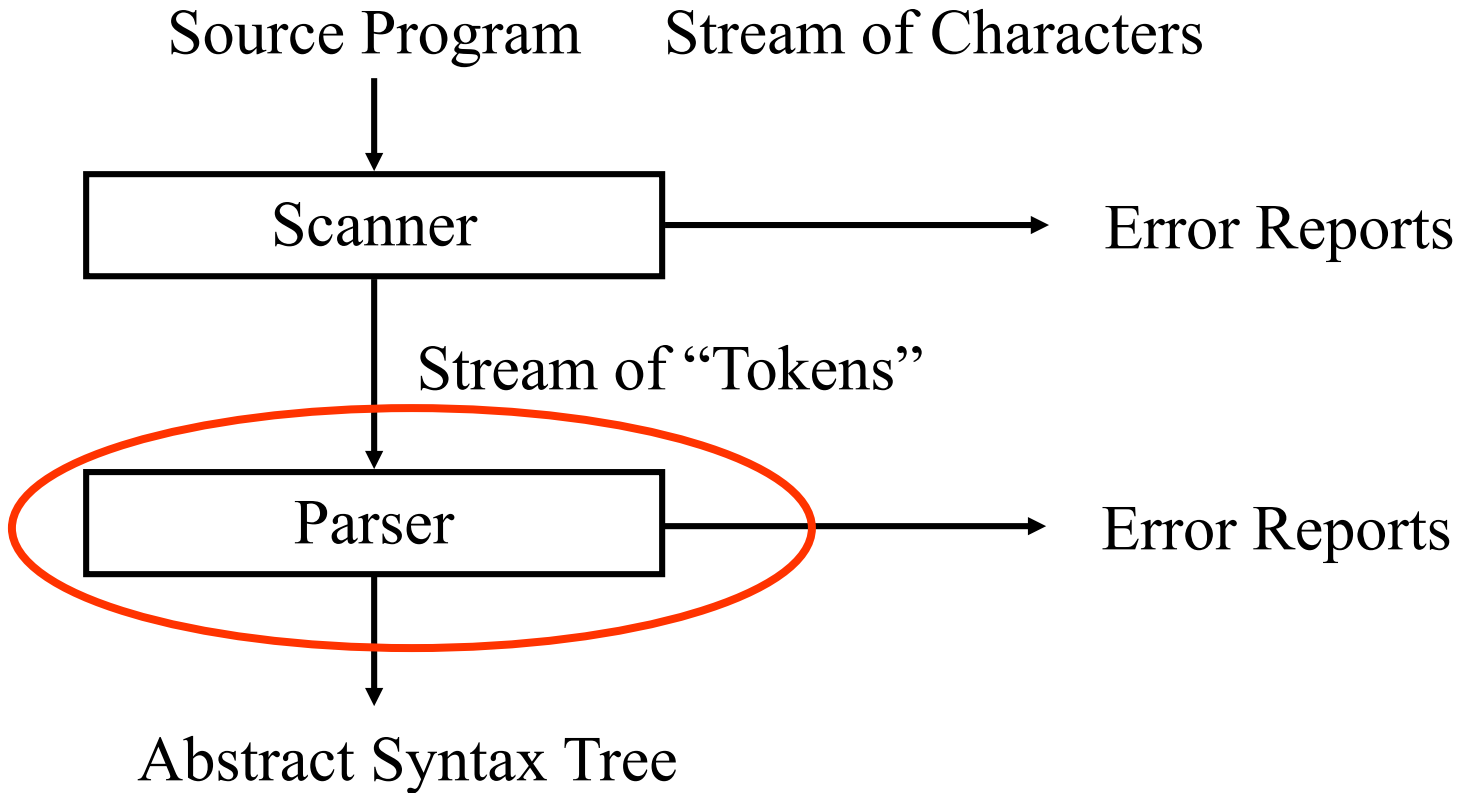 Source Program
Stream of Characters
Scanner
Error Reports
Stream of “Tokens”
Parser
Error Reports
Abstract Syntax Tree